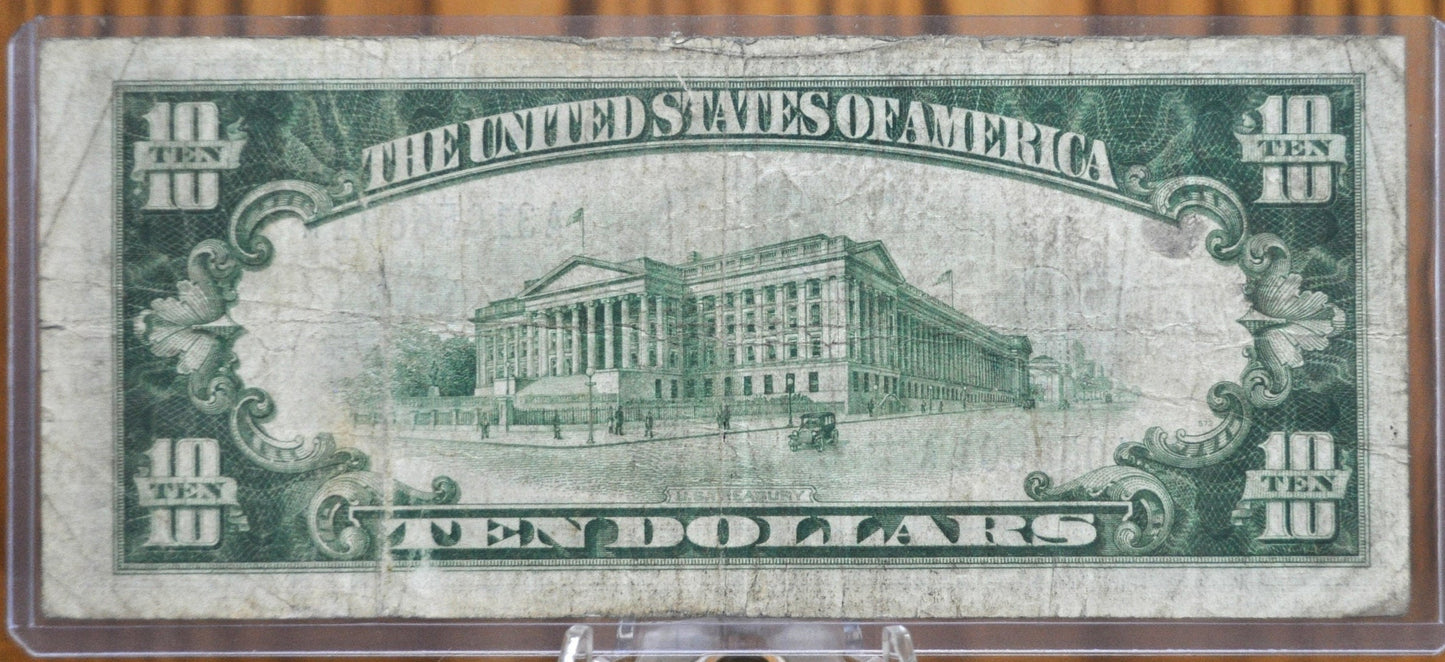 THE UNITED STATES OF AMERICA
10
TEN
10
10
TEN
10
U.S. TREASURY
10
TEN
10
TEN DOLLARS
10
TEN
10